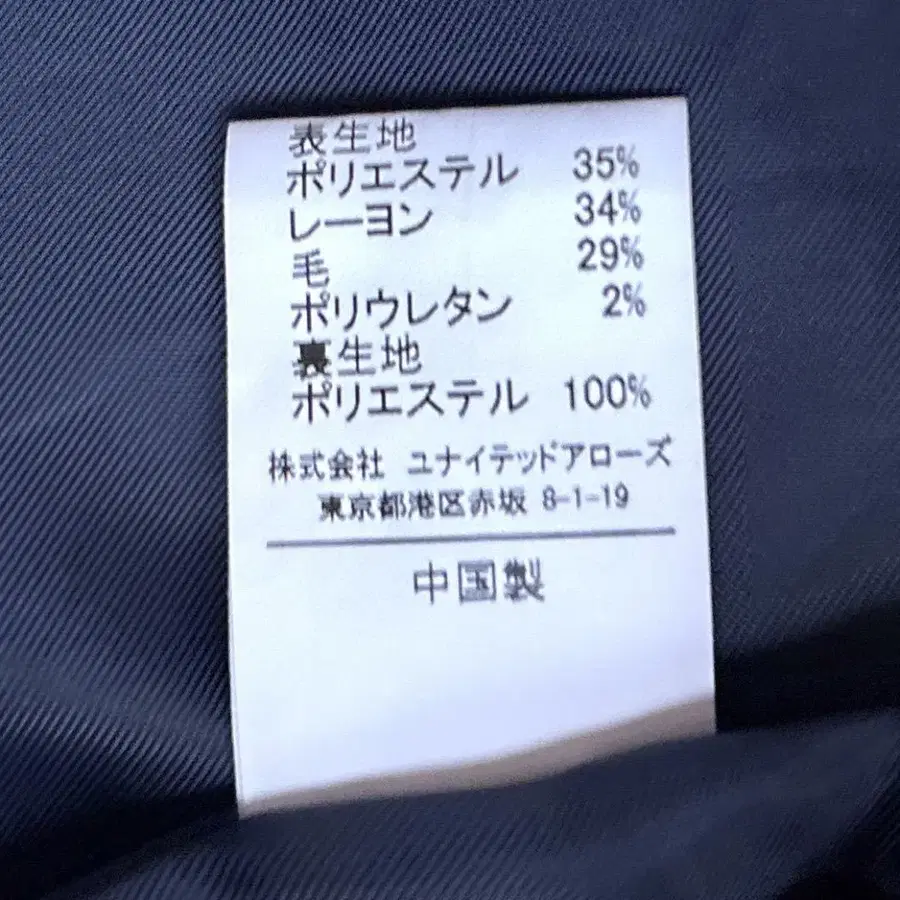 表生地
ポリエステル 35%
レーヨン 34%
毛 29%
ポリウレタン 2%
裏生地
ポリエステル 100%
株式会社 ユナイテッドアローズ
東京都港区赤坂 8-1-19
中国製